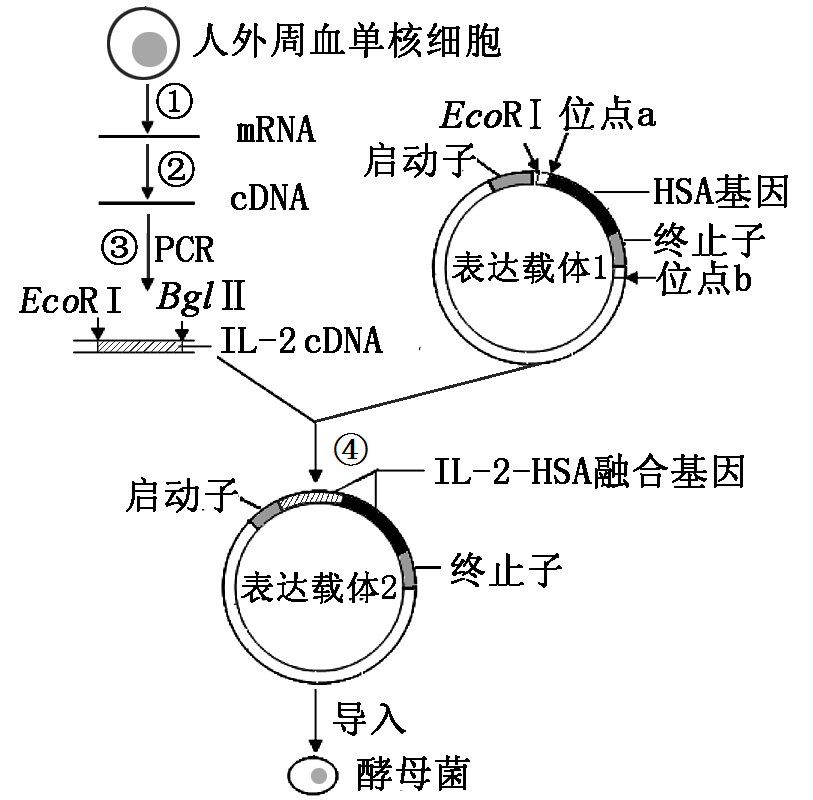 人外周血单核细胞
①
mRNA
②
cDNA
③ PCR
EcoRⅠ BglⅡ
IL-2 cDNA
EcoRⅠ 位点a
启动子
HSA基因
终止子
表达载体1
位点b
④
IL-2-HSA融合基因
启动子
终止子
表达载体2
导入
酵母菌